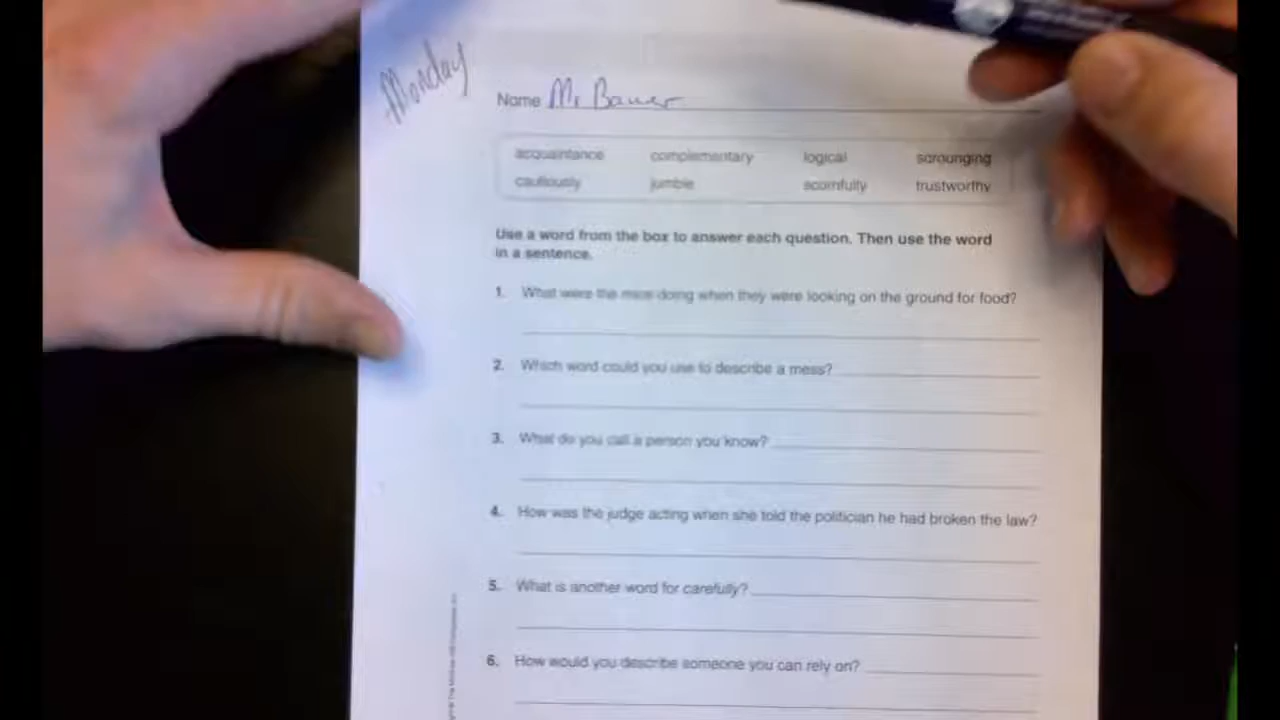 Monday
Name Mr Bauer
acquaintance complementary logical scrounging
cautiously jumble scornfully trustworthy
Use a word from the box to answer each question. Then use the word
in a sentence.
1. What were the mice doing when they were looking on the ground for food?
2. Which word could you use to describe a mess?
3. What do you call a person you know?
4. How was the judge acting when she told the politician he had broken the law?
5. What is another word for carefully?
6. How would you describe someone you can rely on?